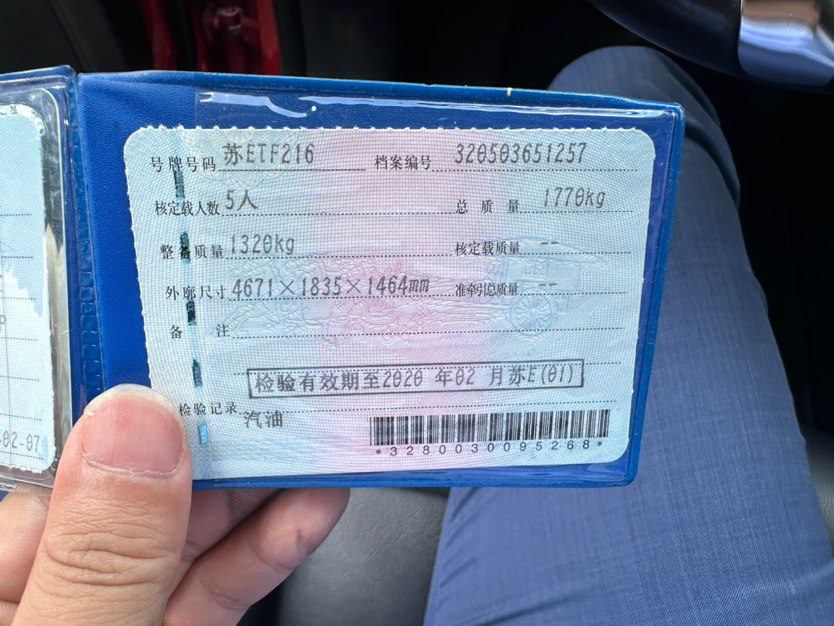 号牌号码 苏ETF216 档案编号 320503651257
核定载人数 5人 总质量 1770kg
整备质量 1320kg 核定载质量 --
外廓尺寸 4671×1835×1464mm 准牵引总质量 --
备注
检验有效期至2020 年02 月苏E(01)
检验记录 汽油
*3280030095268*
02-07